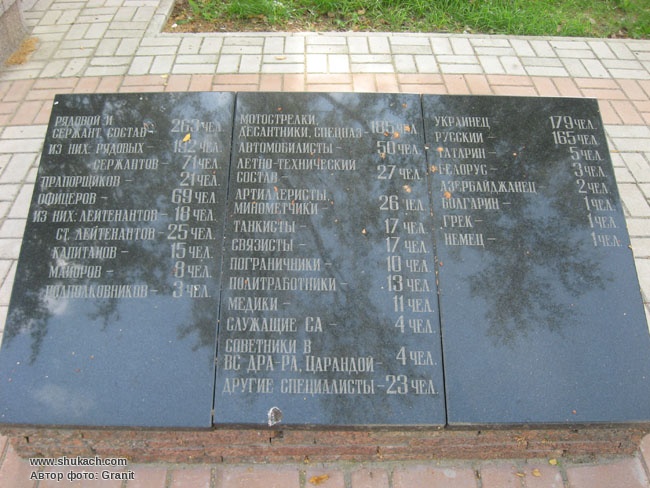 РЯДОВОЙ И
СЕРЖАНТ. СОСТАВ - 263 ЧЕЛ.
ИЗ НИХ: РЯДОВЫХ - 192 ЧЕЛ.
СЕРЖАНТОВ - 71 ЧЕЛ.
ПРАПОРЩИКОВ - 21 ЧЕЛ.
ОФИЦЕРОВ - 69 ЧЕЛ.
ИЗ НИХ: ЛЕЙТЕНАНТОВ - 18 ЧЕЛ.
СТ. ЛЕЙТЕНАНТОВ - 25 ЧЕЛ.
КАПИТАНОВ - 15 ЧЕЛ.
МАЙОРОВ - 8 ЧЕЛ.
ПОДПОЛКОВНИКОВ - 3 ЧЕЛ.
МОТОСТРЕЛКИ,
ДЕСАНТНИКИ, СПЕЦНАЗ - ЧЕЛ.
АВТОМОБИЛИСТЫ - 50 ЧЕЛ.
ЛЕТНО-ТЕХНИЧЕСКИЙ
СОСТАВ - 27 ЧЕЛ.
АРТИЛЛЕРИСТЫ,
МИНОМЕТЧИКИ - 26 ЧЕЛ.
ТАНКИСТЫ - 17 ЧЕЛ.
СВЯЗИСТЫ - 17 ЧЕЛ.
ПОГРАНИЧНИКИ - 10 ЧЕЛ.
ПОЛИТРАБОТНИКИ - 13 ЧЕЛ.
МЕДИКИ - 11 ЧЕЛ.
СЛУЖАЩИЕ СА - 4 ЧЕЛ.
СОВЕТНИКИ В
ВС ДРА-РА, ЦАРАНДОЙ - 4 ЧЕЛ.
ДРУГИЕ СПЕЦИАЛИСТЫ - 23 ЧЕЛ.
УКРАИНЕЦ - 179 ЧЕЛ.
РУССКИЙ - 165 ЧЕЛ.
ТАТАРИН - 5 ЧЕЛ.
БЕЛОРУС - 3 ЧЕЛ.
АЗЕРБАЙДЖАНЕЦ - 2 ЧЕЛ.
БОЛГАРИН - 1 ЧЕЛ.
ГРЕК - 1 ЧЕЛ.
НЕМЕЦ - 1 ЧЕЛ.
www.shukach.com
Автор фото: Granit